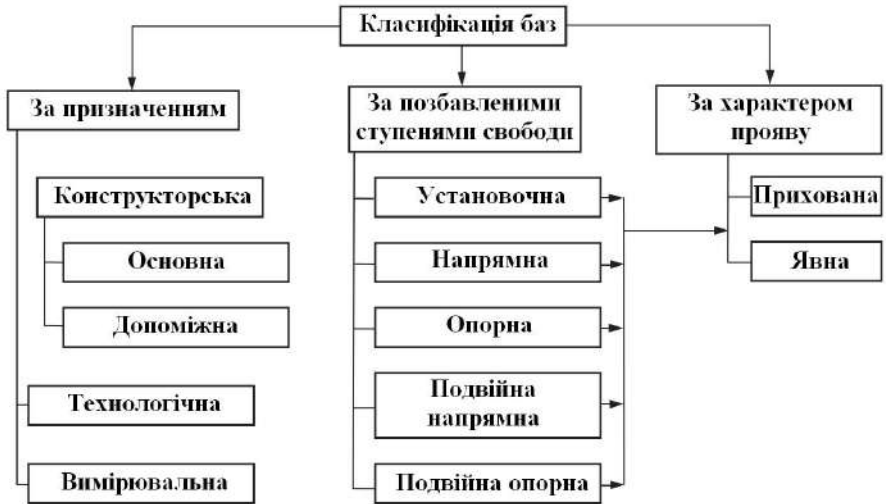 Класифікація баз
За призначенням
Конструкторська
Основна
Допоміжна
Технологічна
Вимірювальна
За позбавленими
ступенями свободи
Установочна
Напрямна
Опорна
Подвійна
напрямна
Подвійна опорна
За характером
прояву
Прихована
Явна